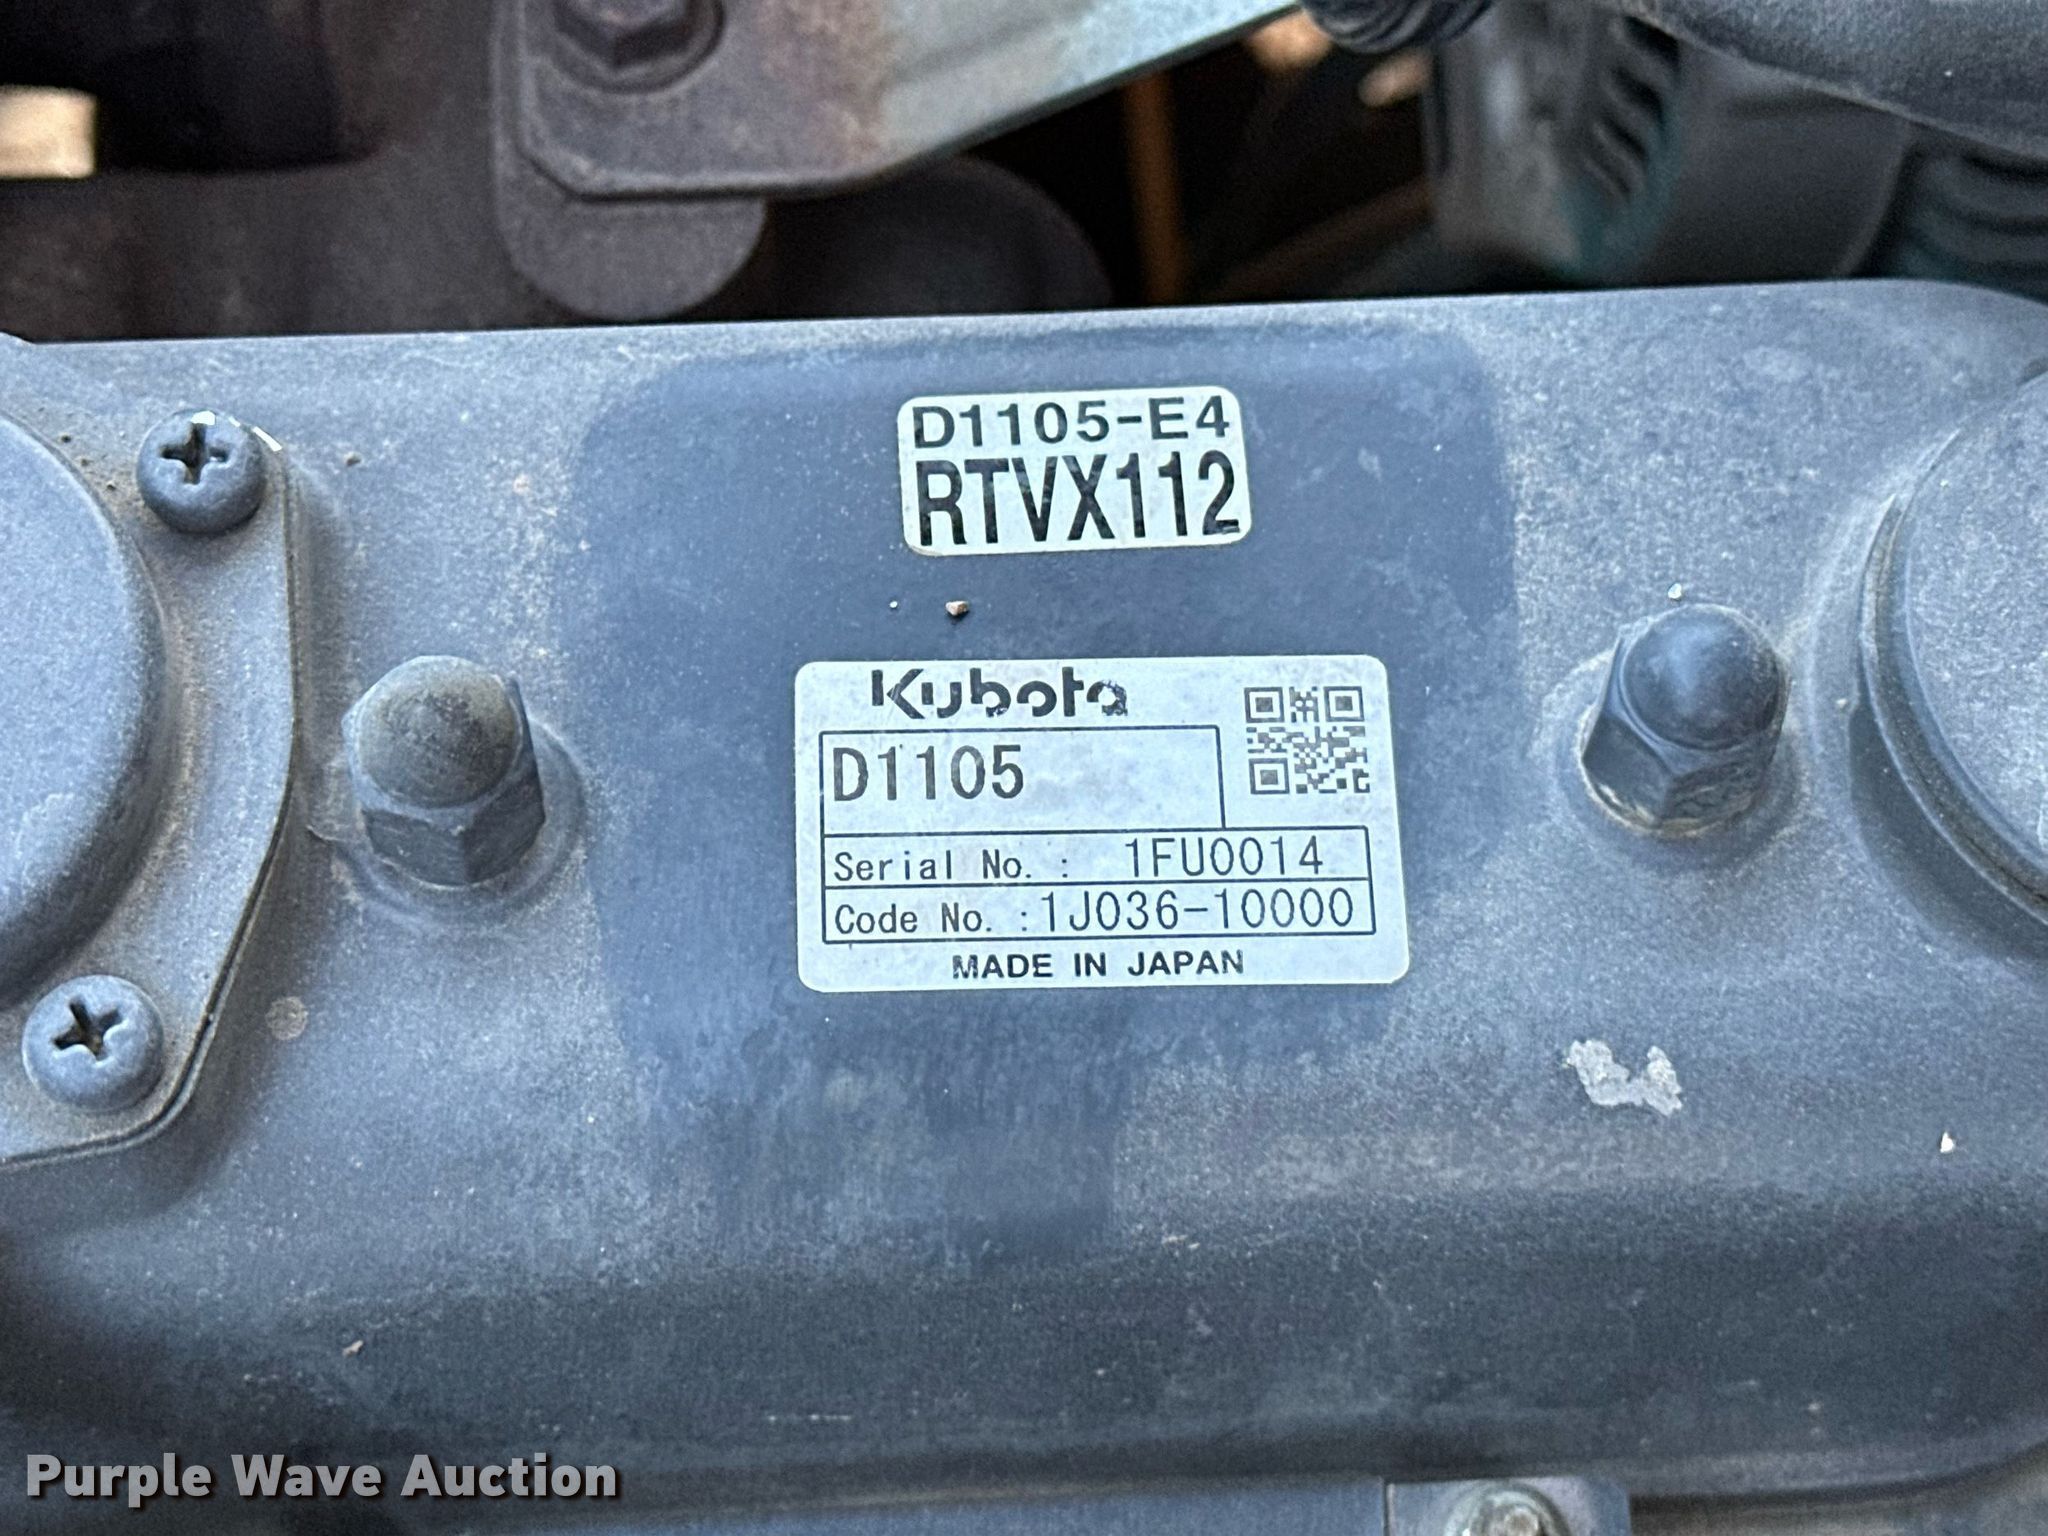 D1105-E4
RTVX112
Kubota
D1105
Serial No. : 1FU0014
Code No. : 1J036-10000
MADE IN JAPAN
Purple Wave Auction